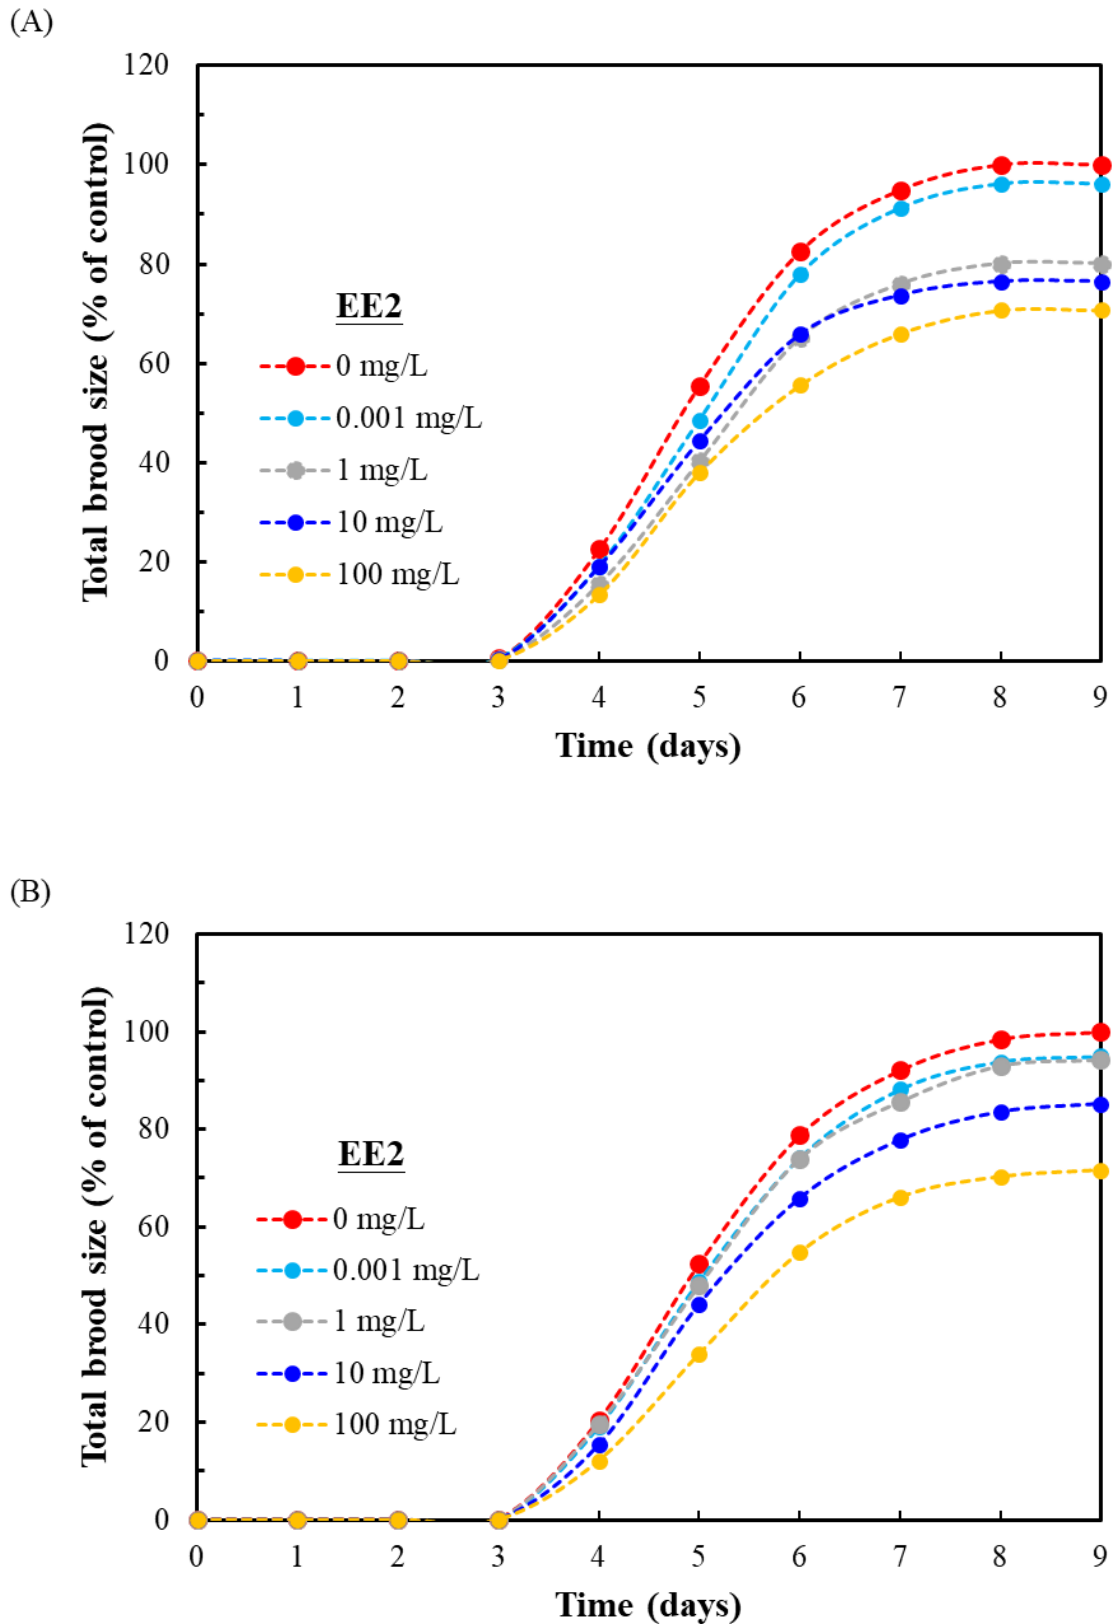 (A)
120
100
80
60
40
20
0
Total brood size (% of control)
EE2
0 mg/L
0.001 mg/L
1 mg/L
10 mg/L
100 mg/L
0 1 2 3 4 5 6 7 8 9
Time (days)
(B)
120
100
80
60
40
20
0
Total brood size (% of control)
EE2
0 mg/L
0.001 mg/L
1 mg/L
10 mg/L
100 mg/L
0 1 2 3 4 5 6 7 8 9
Time (days)